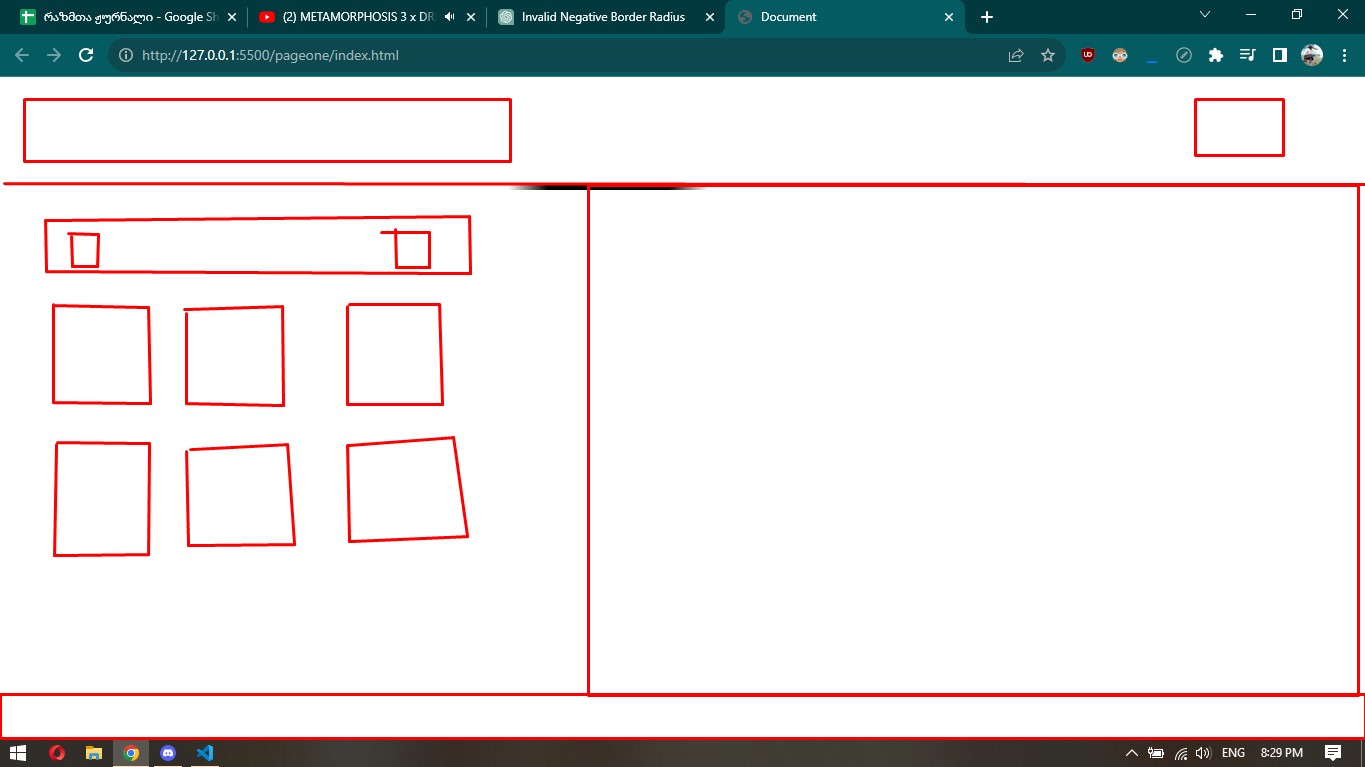 რაზმთა ჟურნალი - Google Sh
(2) METAMORPHOSIS 3 x DR
Invalid Negative Border Radius
Document
http://127.0.0.1:5500/pageone/index.html
UD
ENG
8:29 PM